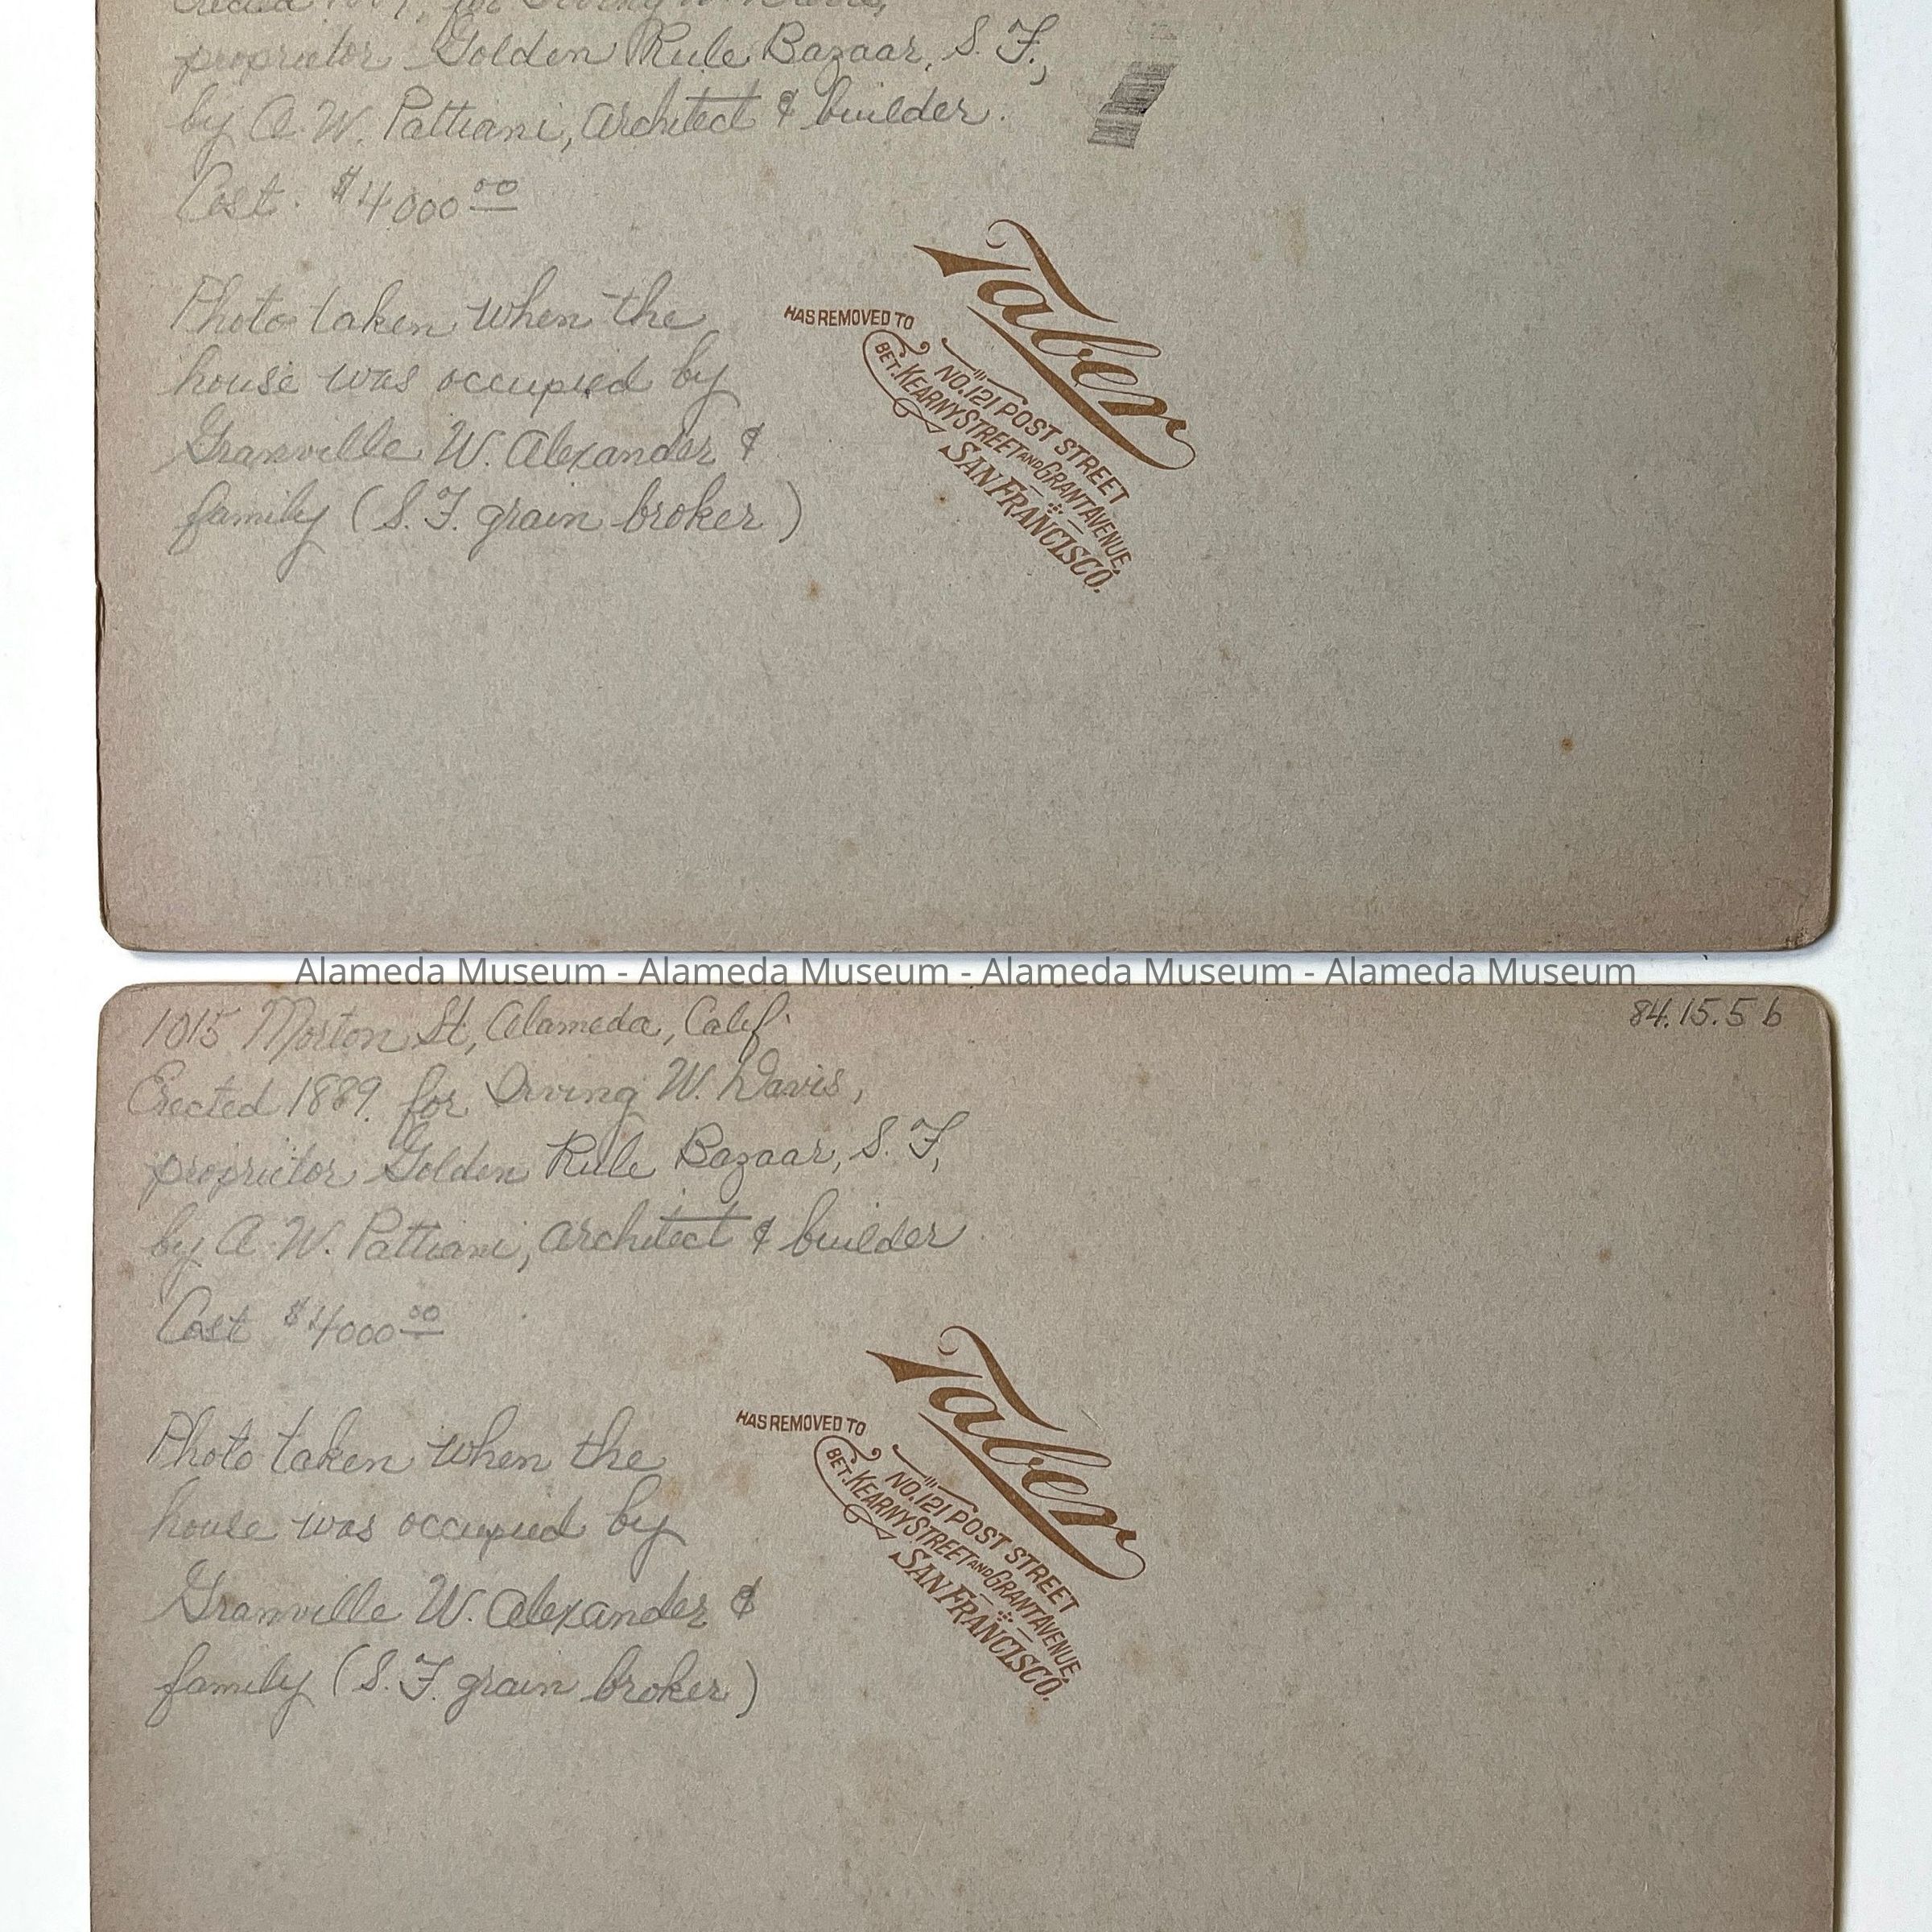 Erected 1889, for Irving W. Davis,
proprietor Golden Rule Bazaar, S. F.,
by A. W. Pattiani, architect & builder.
Cost. $4000.00
Photo taken when the
house was occupied by
Granville W. Alexander &
family (S. F. grain broker)
Taber
HAS REMOVED TO
NO. 121 POST STREET
BET. KEARNY STREET AND GRANT AVENUE,
SAN FRANCISCO.
Alameda Museum - Alameda Museum - Alameda Museum - Alameda Museum
1015 Morton St, Alameda, Calif.
84.15.5 b
Erected 1889. for Irving W. Davis,
proprietor Golden Rule Bazaar, S. F,
by A. W. Pattiani, architect & builder
Cost $4000.00
Photo taken when the
house was occupied by
Granville W. Alexander &
family (S. F. grain broker)
Taber
HAS REMOVED TO
NO. 121 POST STREET
BET. KEARNY STREET AND GRANT AVENUE,
SAN FRANCISCO.